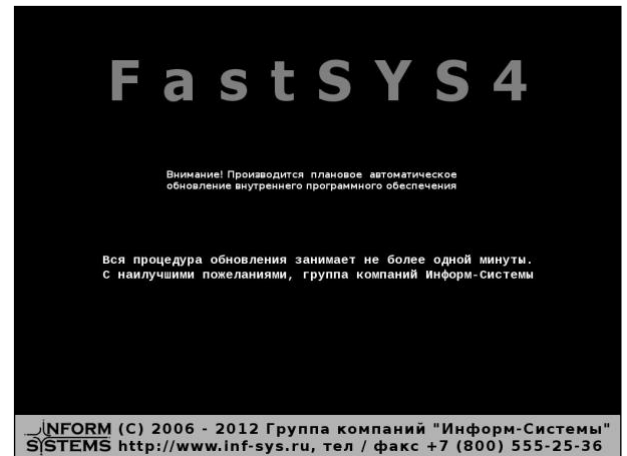 FastSYS4
Внимание! Производится плановое автоматическое
обновление внутреннего программного обеспечения
Вся процедура обновления занимает не более одной минуты.
С наилучшими пожеланиями, группа компаний Информ-Системы
INFORM (C) 2006 - 2012 Группа компаний "Информ-Системы"
SYSTEMS http://www.inf-sys.ru, тел / факс +7 (800) 555-25-36